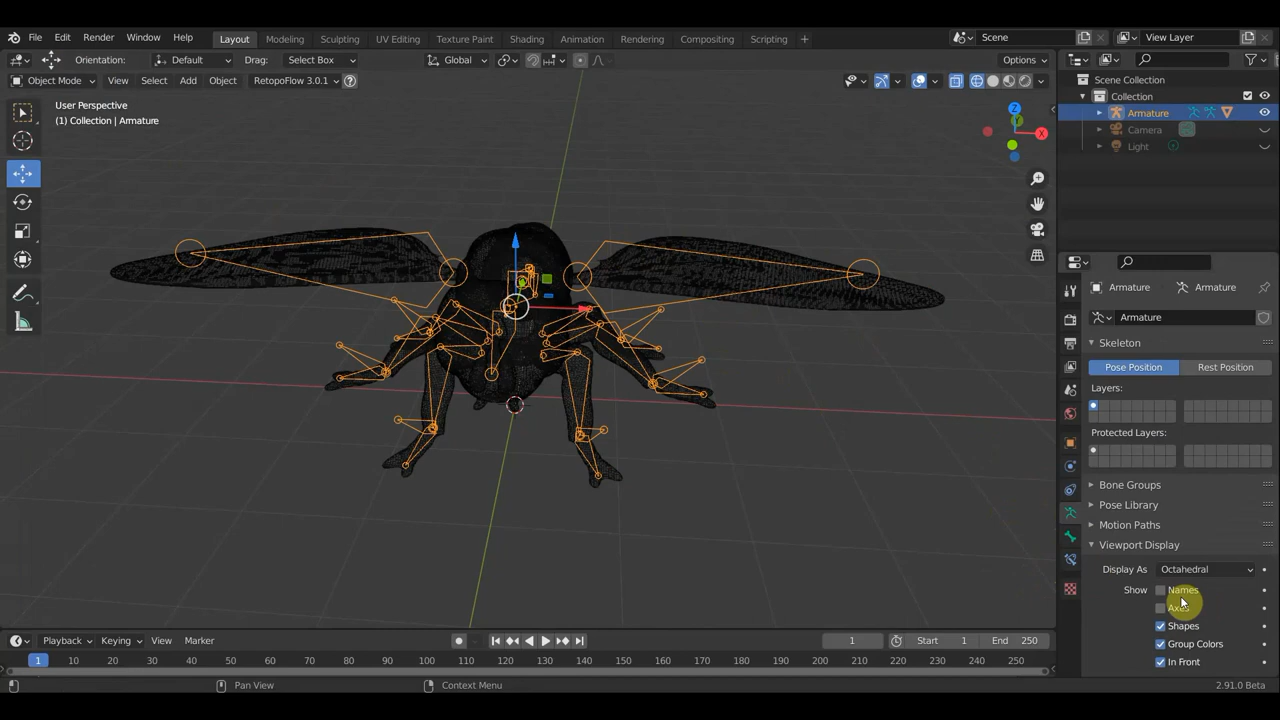 File Edit Render Window Help Layout Modeling Sculpting UV Editing Texture Paint Shading Animation Rendering Compositing Scripting + Scene View Layer
Orientation: Default Drag: Select Box Global Options
Object Mode View Select Add Object RetopoFlow 3.0.1
User Perspective
(1) Collection | Armature
Z
Y
X
Scene Collection
Collection
Armature
Camera
Light
Armature Armature
Armature
Skeleton
Pose Position Rest Position
Layers:
Protected Layers:
Bone Groups
Pose Library
Motion Paths
Viewport Display
Display As Octahedral
Show Names
Shapes
Group Colors
In Front
Playback Keying View Marker 1 Start 1 End 250
1 10 20 30 40 50 60 70 80 90 100 110 120 130 140 150 160 170 180 190 200 210 220 230 240 250
Pan View Context Menu 2.91.0 Beta